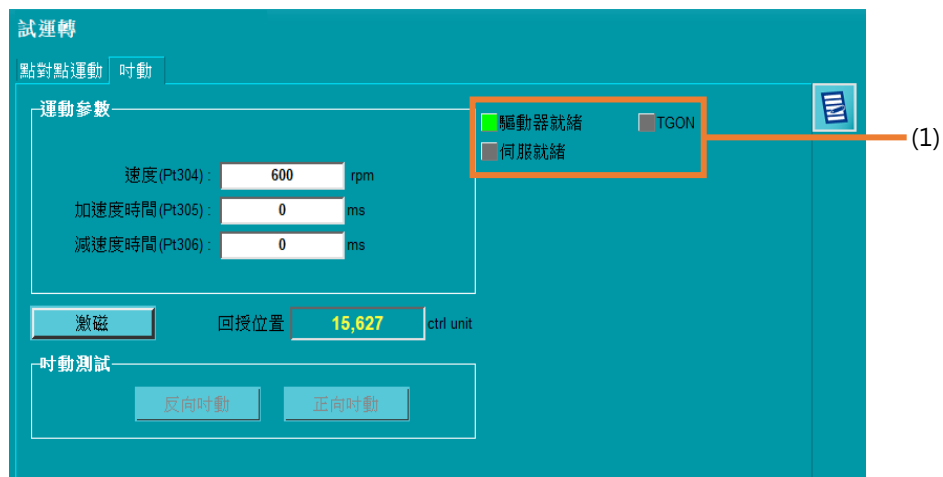 試運轉
點對點運動 吋動
運動參數
驅動器就緒 TGON
伺服就緒
(1)
速度(Pt304) : 600 rpm
加速度時間(Pt305) : 0 ms
減速度時間(Pt306) : 0 ms
激磁 回授位置 15,627 ctrl unit
吋動測試
反向吋動 正向吋動